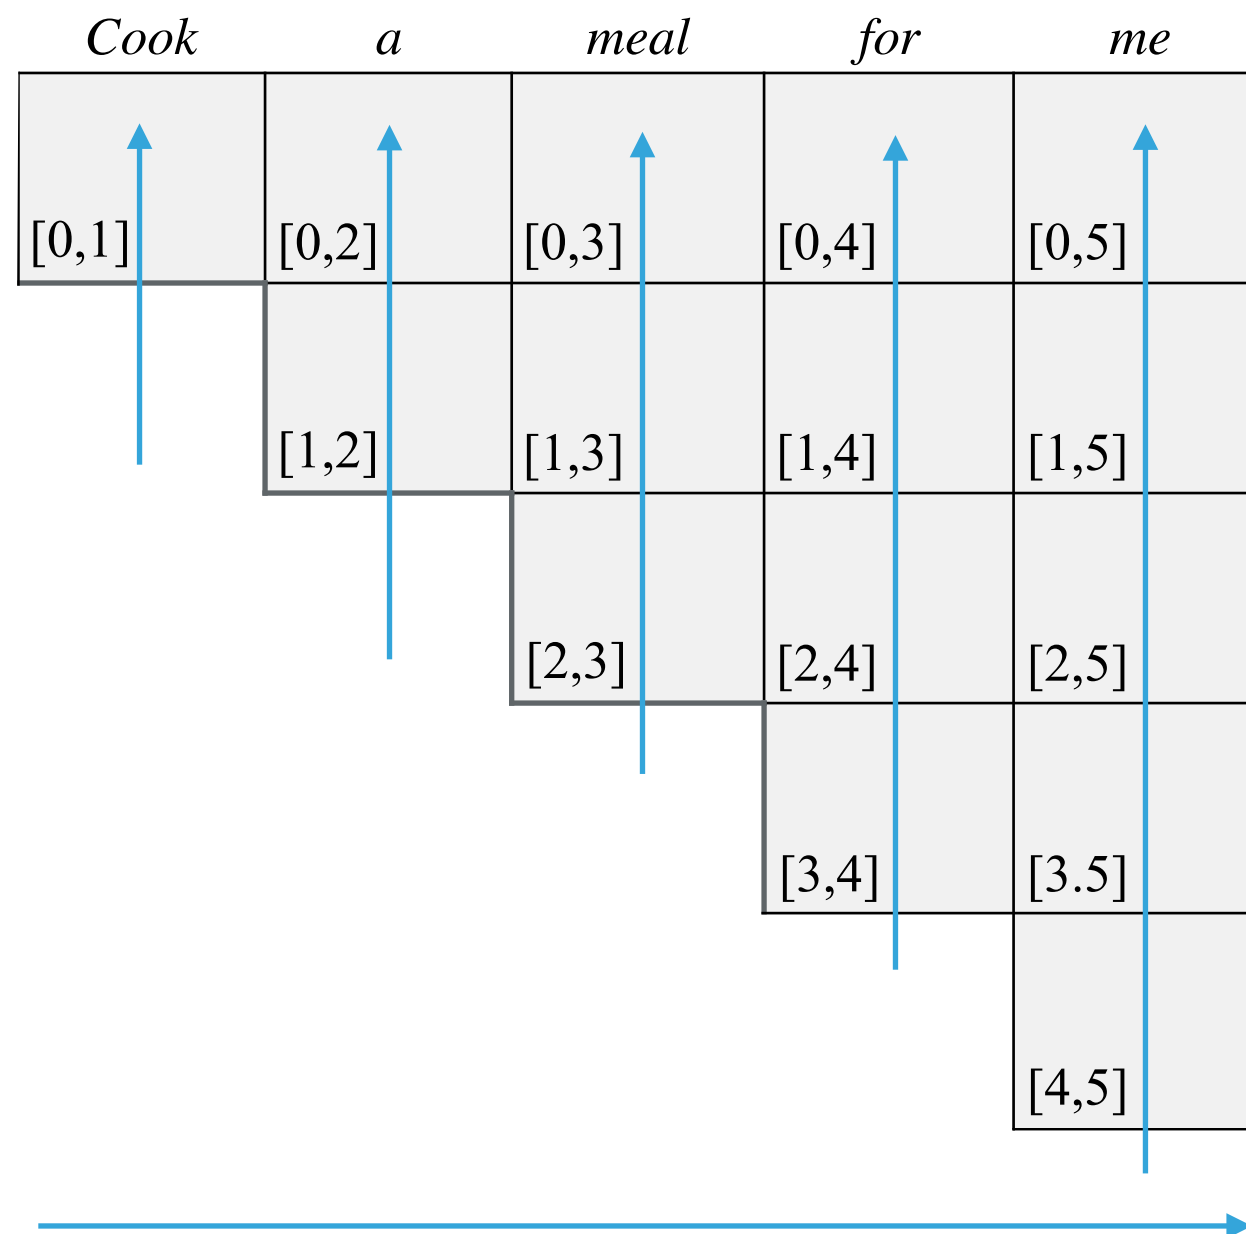 Cook a meal for me
[0,1] [0,2] [0,3] [0,4] [0,5]
[1,2] [1,3] [1,4] [1,5]
[2,3] [2,4] [2,5]
[3,4] [3.5]
[4,5]